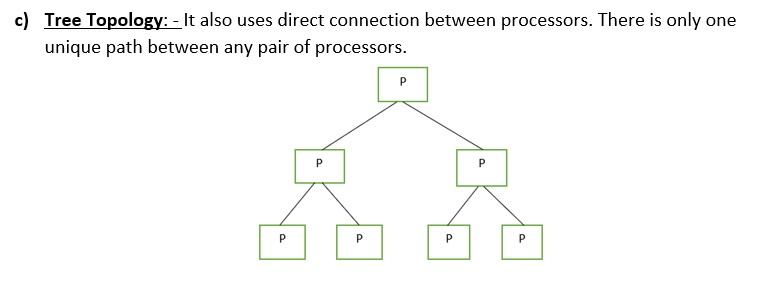 c) Tree Topology: - It also uses direct connection between processors. There is only one
unique path between any pair of processors.
P
P P
P P P P